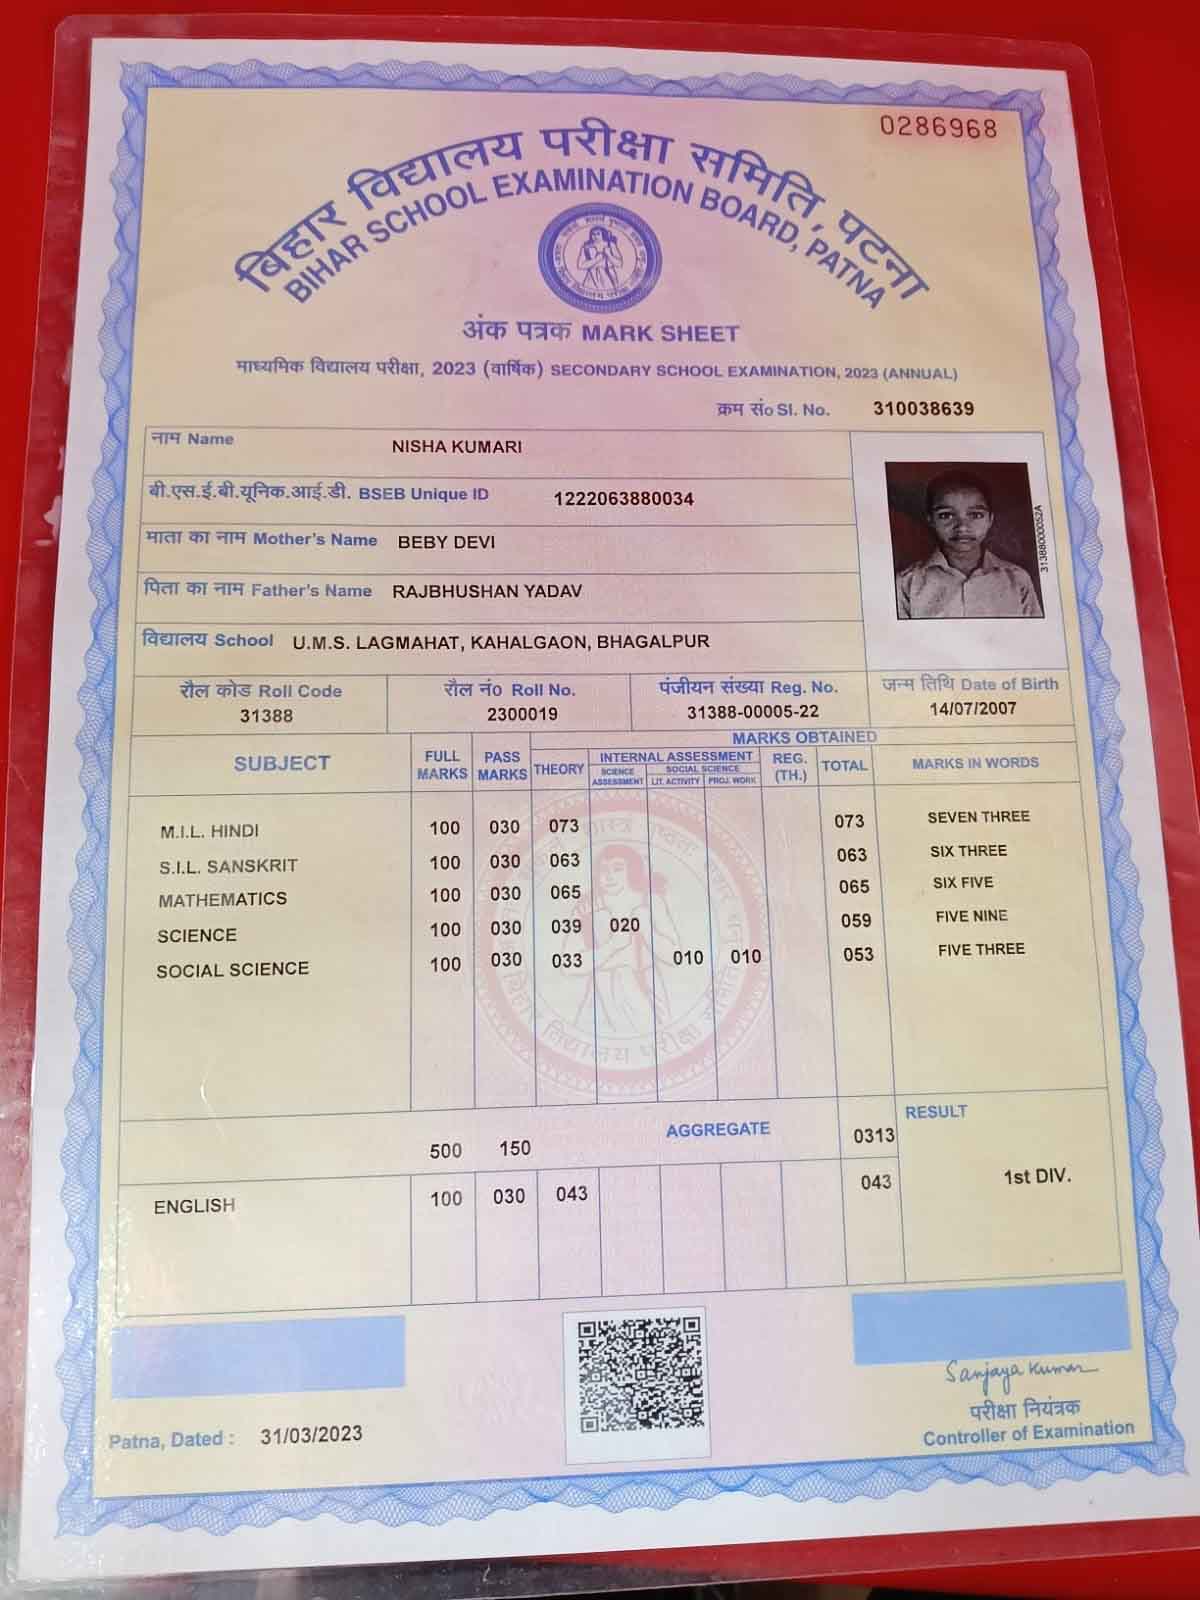 0286968
बिहार विद्यालय परीक्षा समिति, पटना
BIHAR SCHOOL EXAMINATION BOARD, PATNA
अंक पत्रक MARK SHEET
माध्यमिक विद्यालय परीक्षा, 2023 (वार्षिक) SECONDARY SCHOOL EXAMINATION, 2023 (ANNUAL)
क्रम सं० Sl. No. 310038639
नाम Name NISHA KUMARI
बी.एस.ई.बी.यूनिक.आई.डी. BSEB Unique ID 1222063880034
माता का नाम Mother's Name BEBY DEVI
पिता का नाम Father's Name RAJBHUSHAN YADAV
विद्यालय School U.M.S. LAGMAHAT, KAHALGAON, BHAGALPUR
रौल कोड Roll Code रौल नं० Roll No. पंजीयन संख्या Reg. No. जन्म तिथि Date of Birth
31388 2300019 31388-00005-22 14/07/2007
MARKS OBTAINED
SUBJECT FULL MARKS PASS MARKS THEORY INTERNAL ASSESSMENT REG. (TH.) TOTAL MARKS IN WORDS
SCIENCE ASSESSMENT SOCIAL SCIENCE
LIT. ACTIVITY PROJ. WORK
M.I.L. HINDI 100 030 073 073 SEVEN THREE
S.I.L. SANSKRIT 100 030 063 063 SIX THREE
MATHEMATICS 100 030 065 065 SIX FIVE
SCIENCE 100 030 039 020 059 FIVE NINE
SOCIAL SCIENCE 100 030 033 010 010 053 FIVE THREE
विद्यालय परीक्षा समिति
500 150 AGGREGATE 0313 RESULT
1st DIV.
ENGLISH 100 030 043 043
Sanjaya Kumar
परीक्षा नियंत्रक
Controller of Examination
Patna, Dated : 31/03/2023